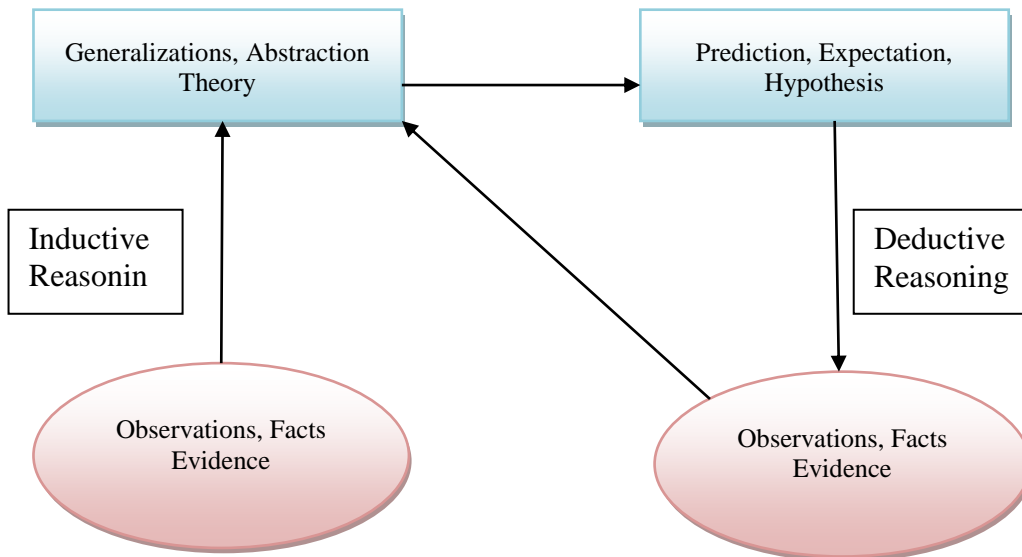 Generalizations, Abstraction
Theory
Prediction, Expectation,
Hypothesis
Inductive
Reasonin
Deductive
Reasoning
Observations, Facts
Evidence
Observations, Facts
Evidence